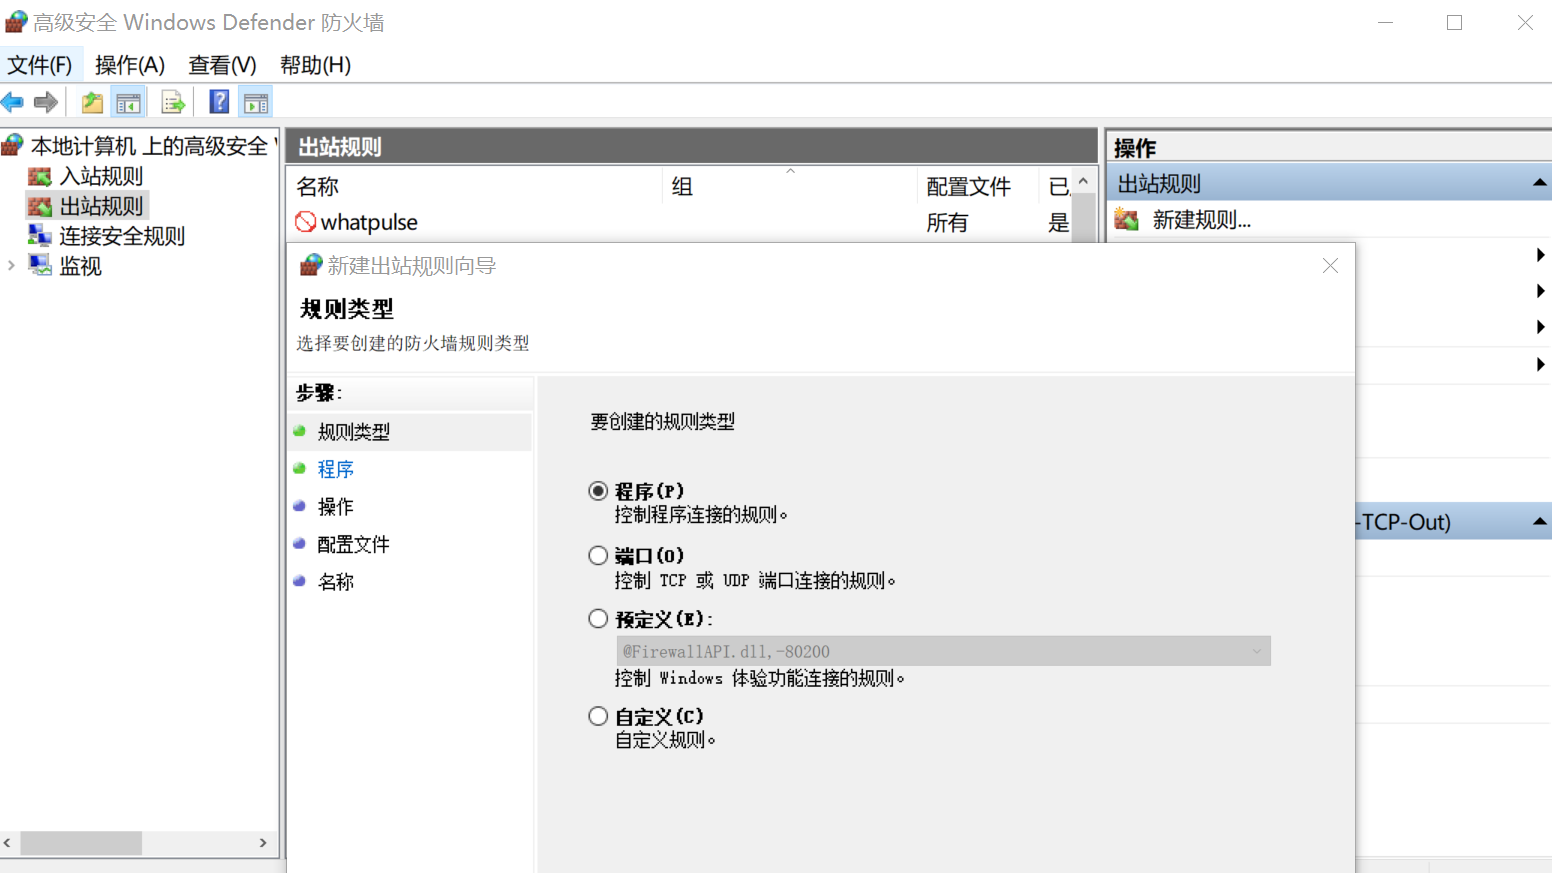 高级安全 Windows Defender 防火墙
文件(F) 操作(A) 查看(V) 帮助(H)
本地计算机 上的高级安全
入站规则
出站规则
连接安全规则
监视
出站规则
名称 组 配置文件 已
whatpulse 所有 是
操作
出站规则
新建规则...
-TCP-Out)
新建出站规则向导
规则类型
选择要创建的防火墙规则类型
步骤:
规则类型
程序
操作
配置文件
名称
要创建的规则类型
程序(P)
控制程序连接的规则。
端口(O)
控制 TCP 或 UDP 端口连接的规则。
预定义(E):
@FirewallAPI.dll,-80200
控制 Windows 体验功能连接的规则。
自定义(C)
自定义规则。